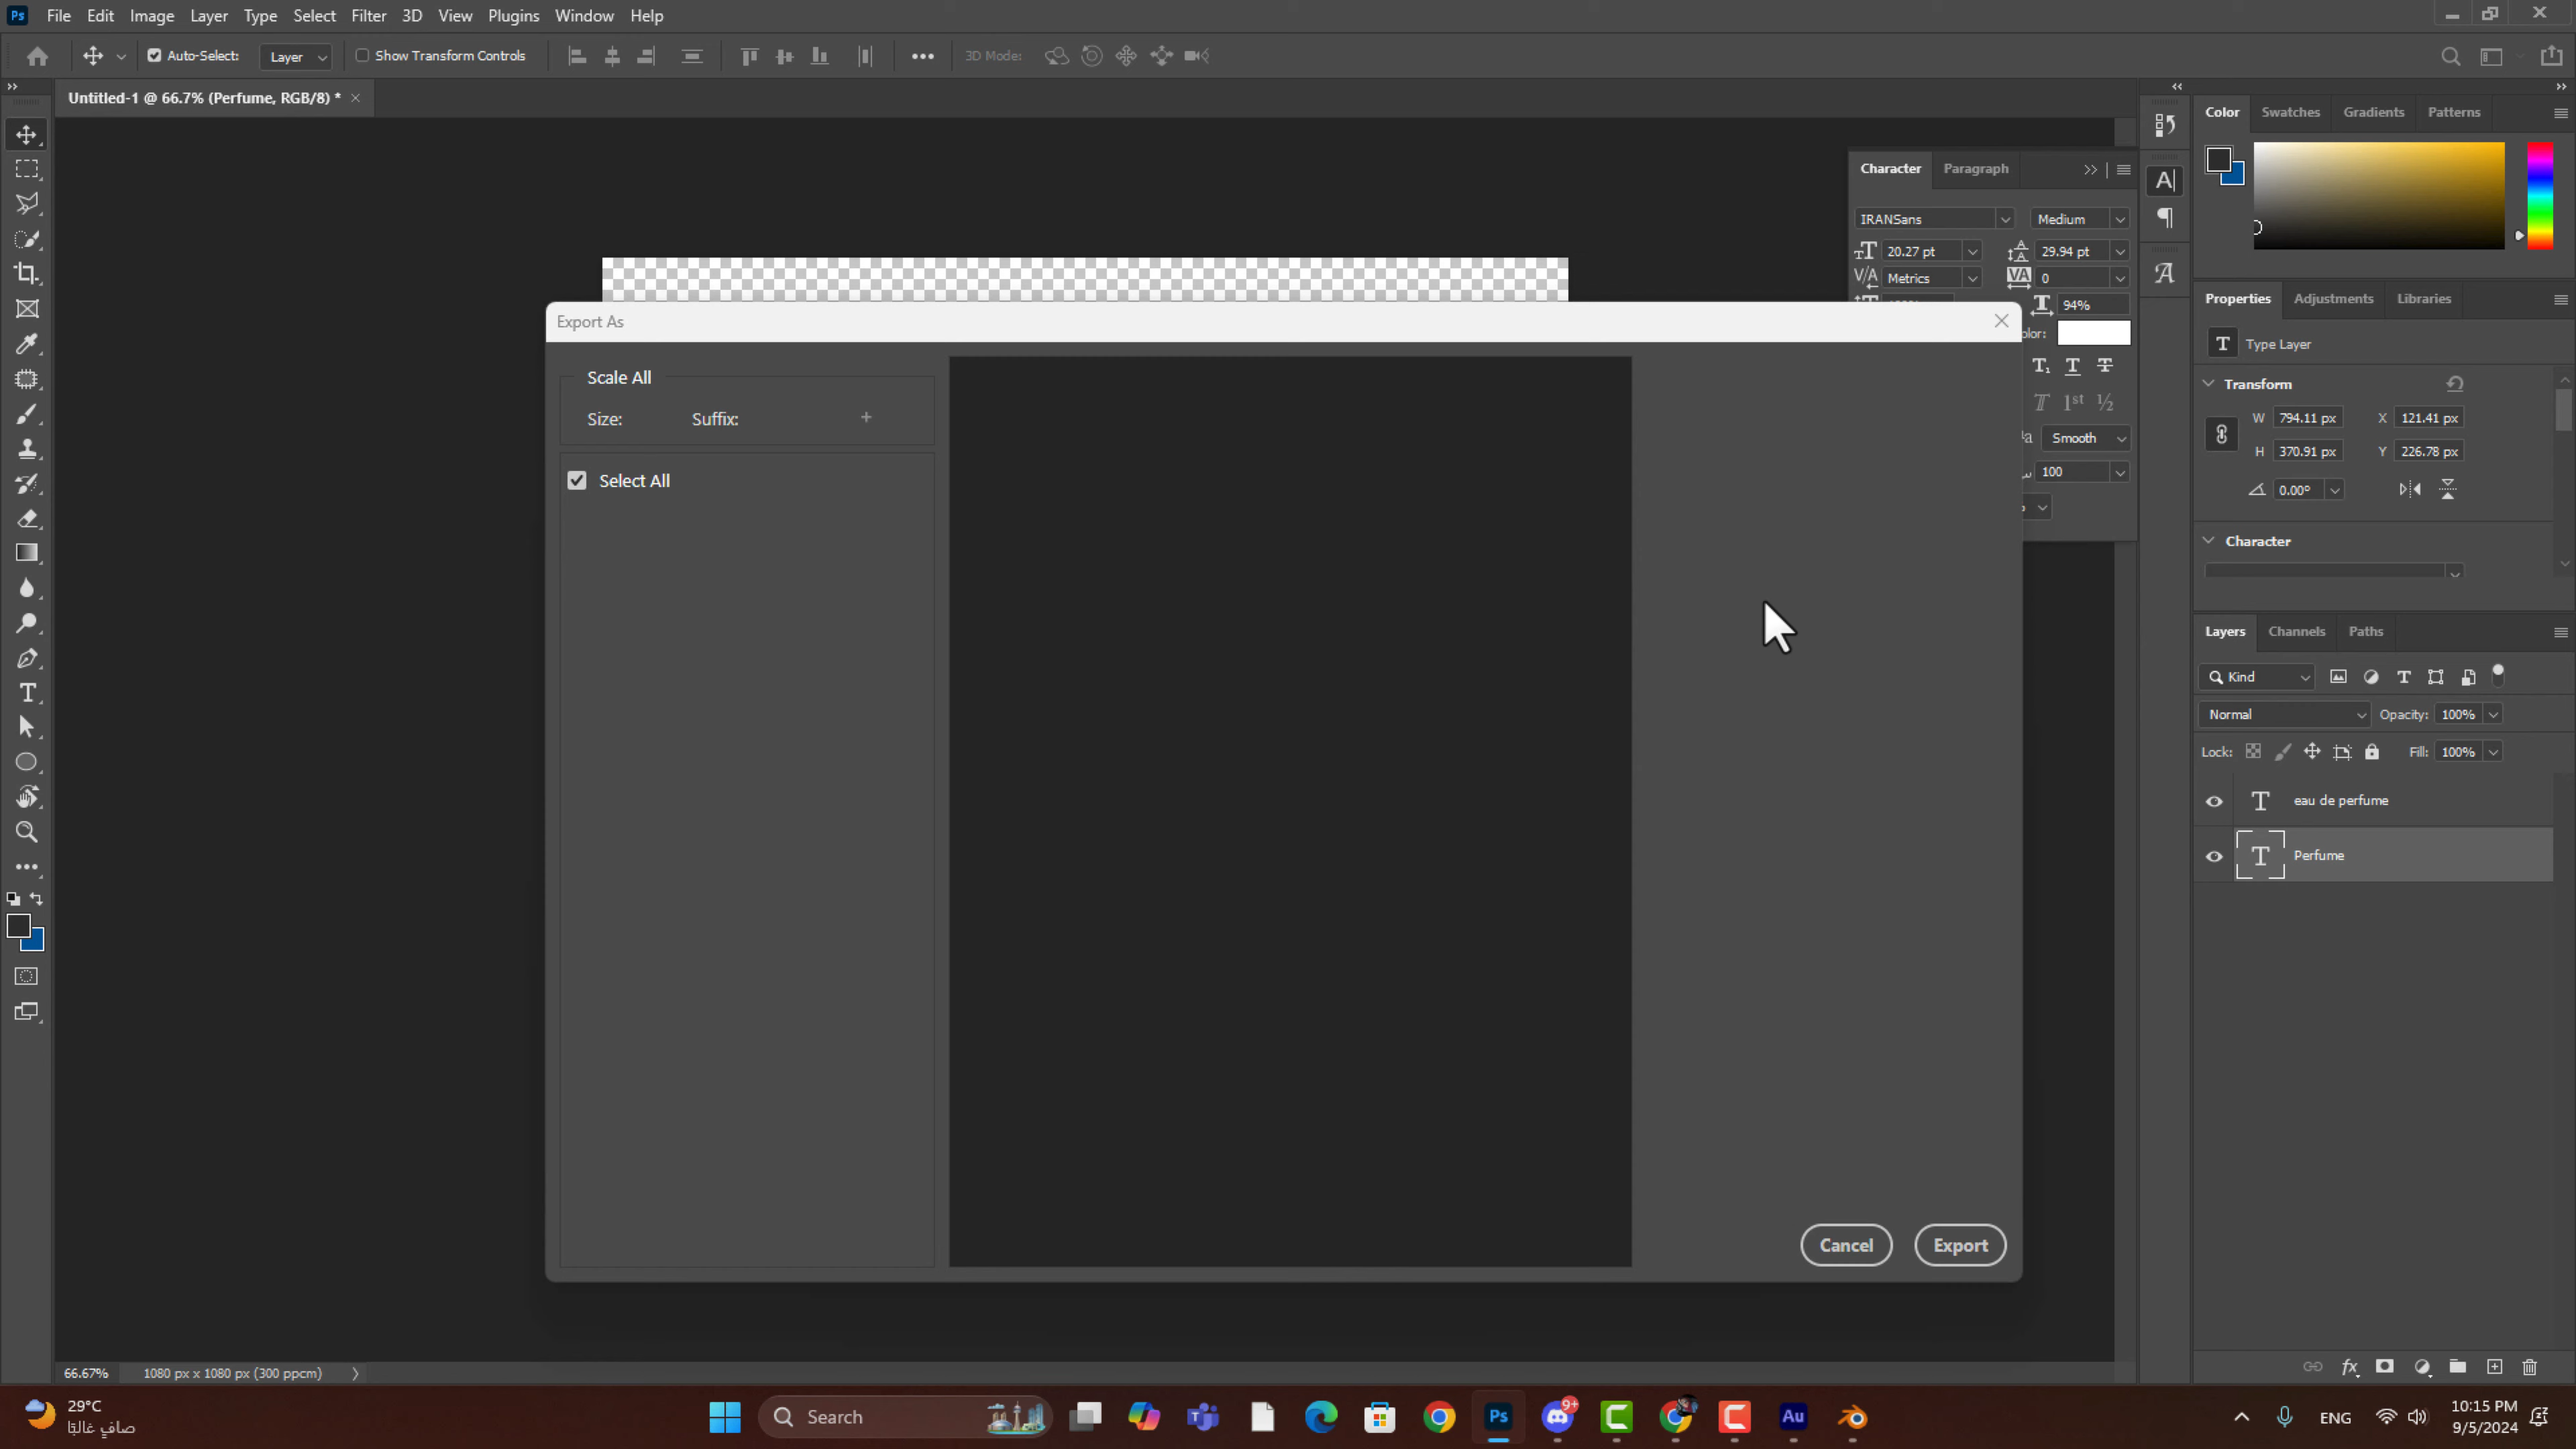 Ps File Edit Image Layer Type Select Filter 3D View Plugins Window Help
Auto-Select: Layer Show Transform Controls 3D Mode:
Untitled-1 @ 66.7% (Perfume, RGB/8) *
Color Swatches Gradients Patterns
Character Paragraph
IRANSans Medium
20.27 pt 29.94 pt
Metrics 0
94%
Smooth
100
Properties Adjustments Libraries
Type Layer
Transform
W 794.11 px X 121.41 px
H 370.91 px Y 226.78 px
0.00°
Character
Export As
Scale All
Size: Suffix: +
Select All
Cancel Export
Layers Channels Paths
Kind
Normal Opacity: 100%
Lock: Fill: 100%
eau de perfume
Perfume
66.67% 1080 px x 1080 px (300 ppcm)
29°C
صافٍ غالبًا
Search
Ps 9+ Au
ENG
10:15 PM
9/5/2024